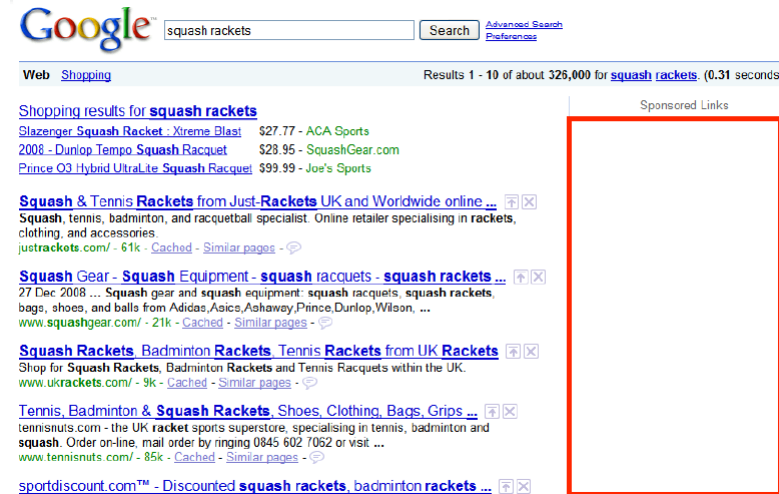 Google squash rackets Search Advanced Search
Preferences
Web Shopping Results 1 - 10 of about 326,000 for squash rackets. (0.31 seconds
Sponsored Links
Shopping results for squash rackets
Slazenger Squash Racket : Xtreme Blast $27.77 - ACA Sports
2008 - Dunlop Tempo Squash Racquet $28.95 - SquashGear.com
Prince O3 Hybrid UltraLite Squash Racquet $99.99 - Joe's Sports
Squash & Tennis Rackets from Just-Rackets UK and Worldwide online ...
Squash, tennis, badminton, and racquetball specialist. Online retailer specialising in rackets,
clothing, and accessories.
justrackets.com/ - 61k - Cached - Similar pages -
Squash Gear - Squash Equipment - squash racquets - squash rackets ...
27 Dec 2008 ... Squash gear and squash equipment: squash racquets, squash rackets,
bags, shoes, and balls from Adidas,Asics,Ashaway,Prince,Dunlop,Wilson, ...
www.squashgear.com/ - 21k - Cached - Similar pages -
Squash Rackets, Badminton Rackets, Tennis Rackets from UK Rackets
Shop for Squash Rackets, Badminton Rackets and Tennis Racquets within the UK.
www.ukrackets.com/ - 9k - Cached - Similar pages -
Tennis, Badminton & Squash Rackets, Shoes, Clothing, Bags, Grips ...
tennisnuts.com - the UK racket sports superstore, specialising in tennis, badminton and
squash. Order on-line, mail order by ringing 0845 602 7062 or visit ...
www.tennisnuts.com/ - 85k - Cached - Similar pages -
sportdiscount.com™ - Discounted squash rackets, badminton rackets ...